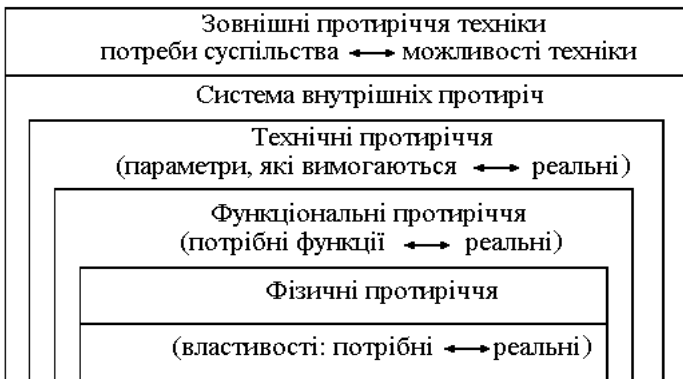 Зовнішні протиріччя техніки
потреби суспільства ⟷ можливості техніки
Система внутрішніх протиріч
Технічні протиріччя
(параметри, які вимогаються ⟷ реальні)
Функціональні протиріччя
(потрібні функції ⟷ реальні)
Фізичні протиріччя
(властивості: потрібні ⟷ реальні)